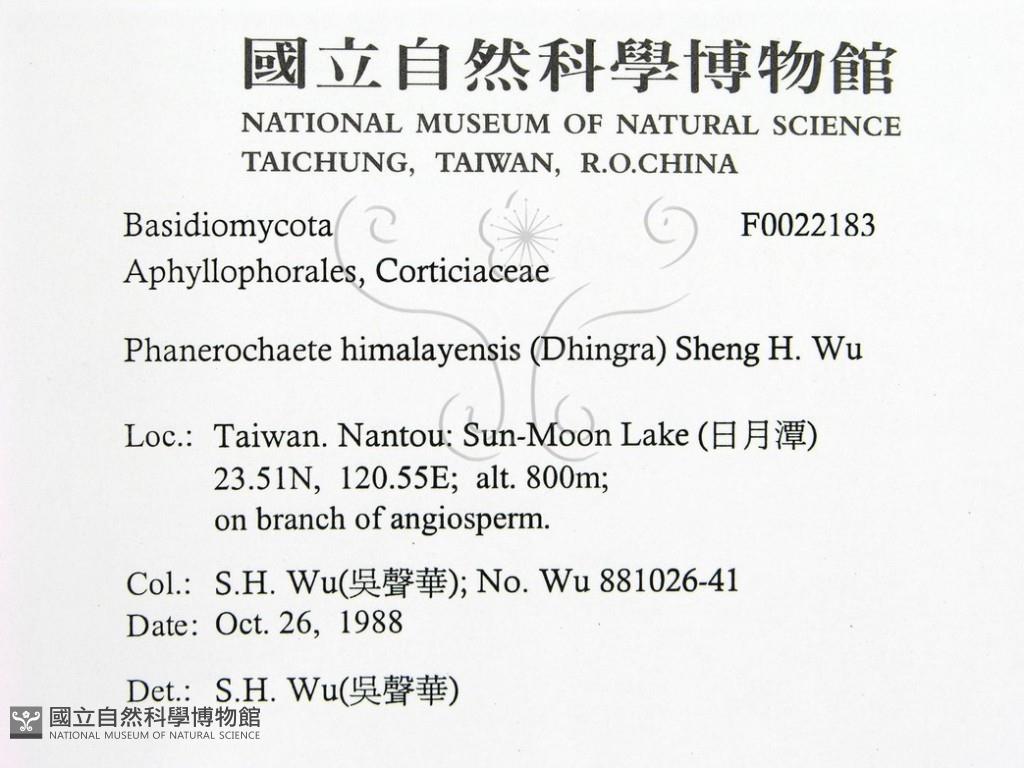 國立自然科學博物館
NATIONAL MUSEUM OF NATURAL SCIENCE
TAICHUNG, TAIWAN, R.O.CHINA
Basidiomycota F0022183
Aphyllophorales, Corticiaceae
Phanerochaete himalayensis (Dhingra) Sheng H. Wu
Loc.: Taiwan. Nantou: Sun-Moon Lake (日月潭)
23.51N, 120.55E; alt. 800m;
on branch of angiosperm.
Col.: S.H. Wu(吳聲華); No. Wu 881026-41
Date: Oct. 26, 1988
Det.: S.H. Wu(吳聲華)
國立自然科學博物館
NATIONAL MUSEUM OF NATURAL SCIENCE